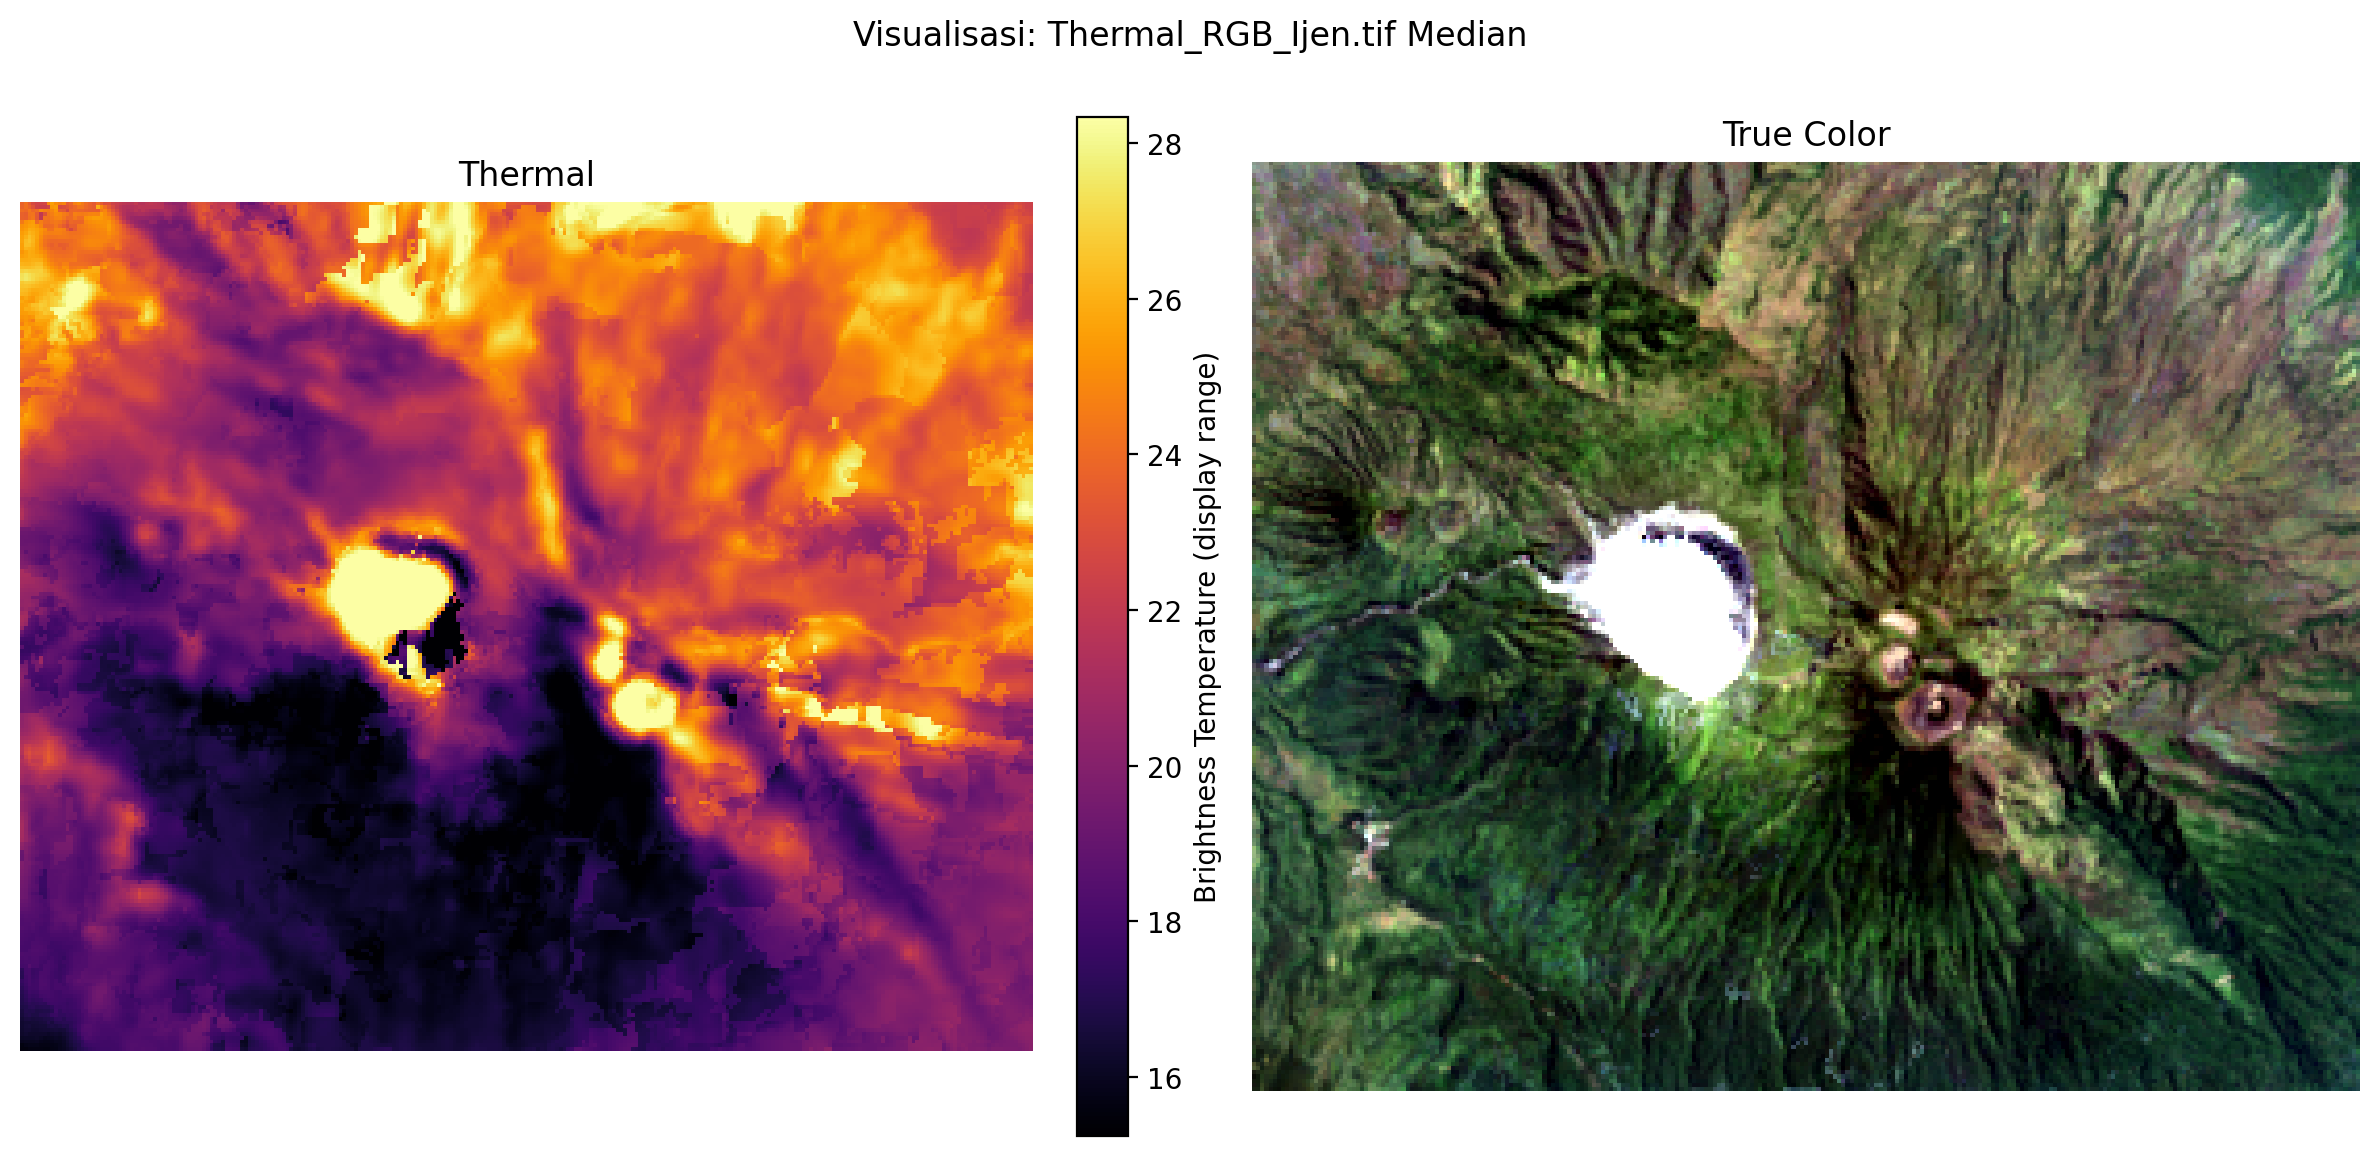 Visualisasi: Thermal_RGB_Ijen.tif Median
Thermal
28
26
24
22
20
18
16
Brightness Temperature (display range)
True Color